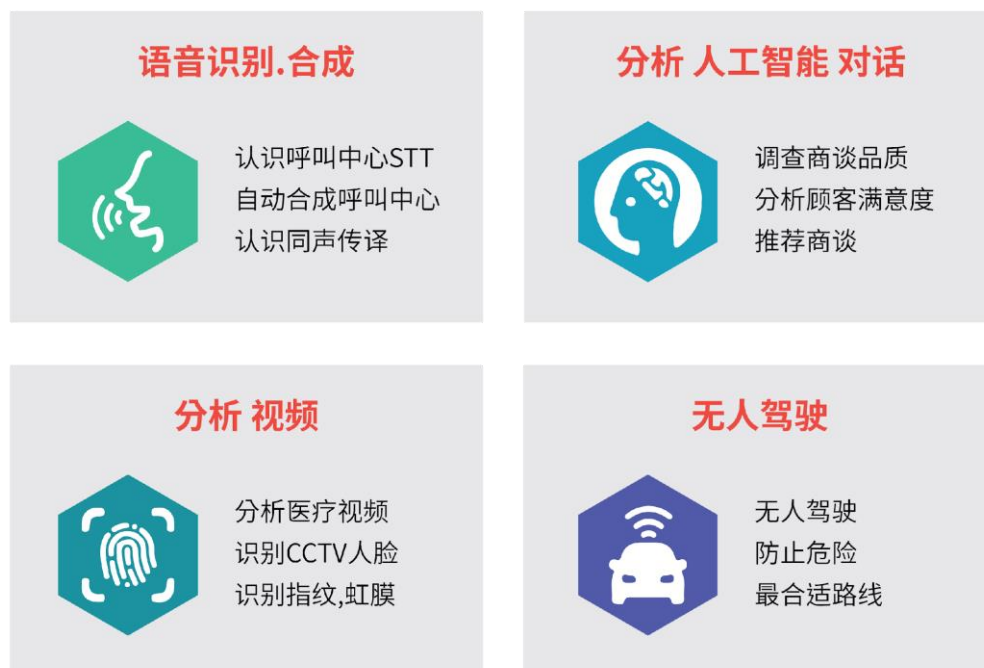 语音识别.合成
认识呼叫中心STT
自动合成呼叫中心
认识同声传译
分析 人工智能 对话
调查商谈品质
分析顾客满意度
推荐商谈
分析 视频
分析医疗视频
识别CCTV人脸
识别指纹,虹膜
无人驾驶
无人驾驶
防止危险
最合适路线